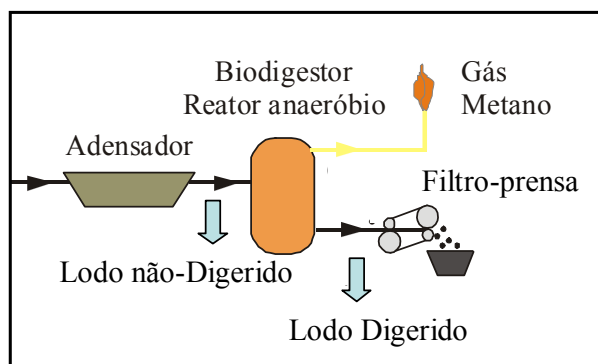 Biodigestor
Reator anaeróbio
Gás
Metano
Adensador
Filtro-prensa
Lodo não-Digerido
Lodo Digerido